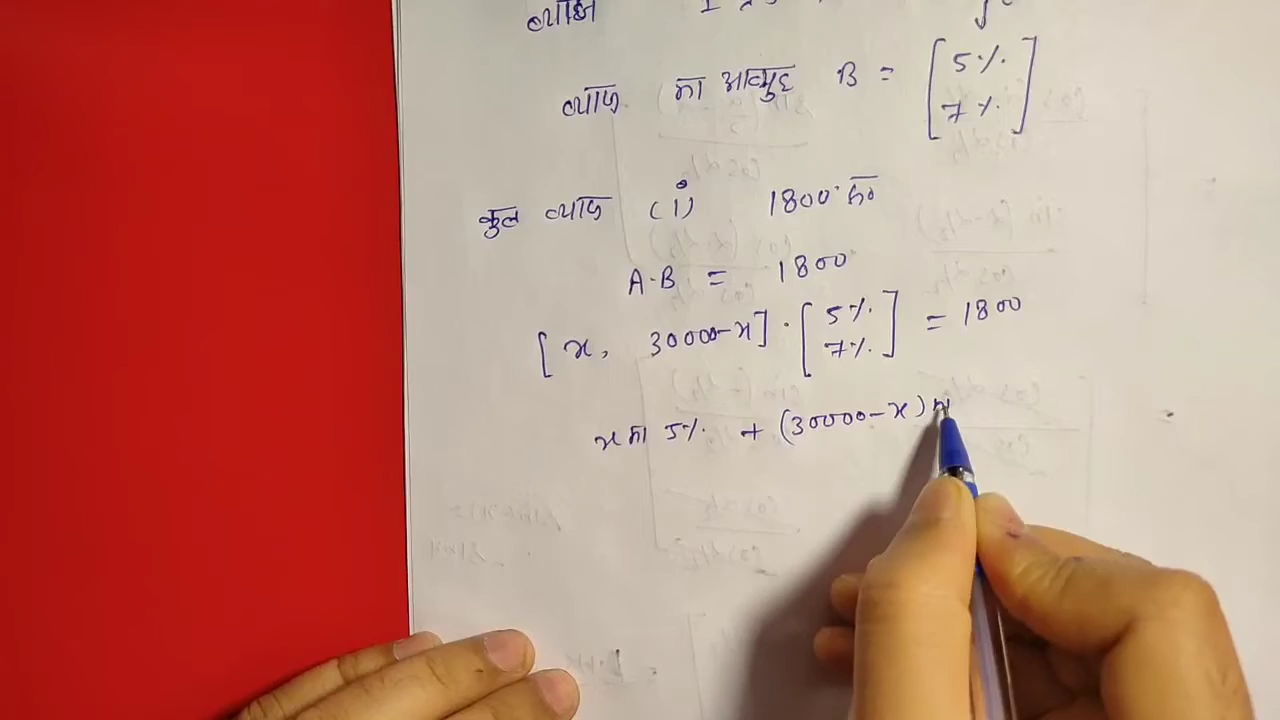 व्याज
व्याज का आव्यूह B = [5% 7%]
कुल व्याज (i) 1800 रु०
A·B = 1800
[x, 30000-x] · [5% 7%] = 1800
x का 5% + (30000-x)